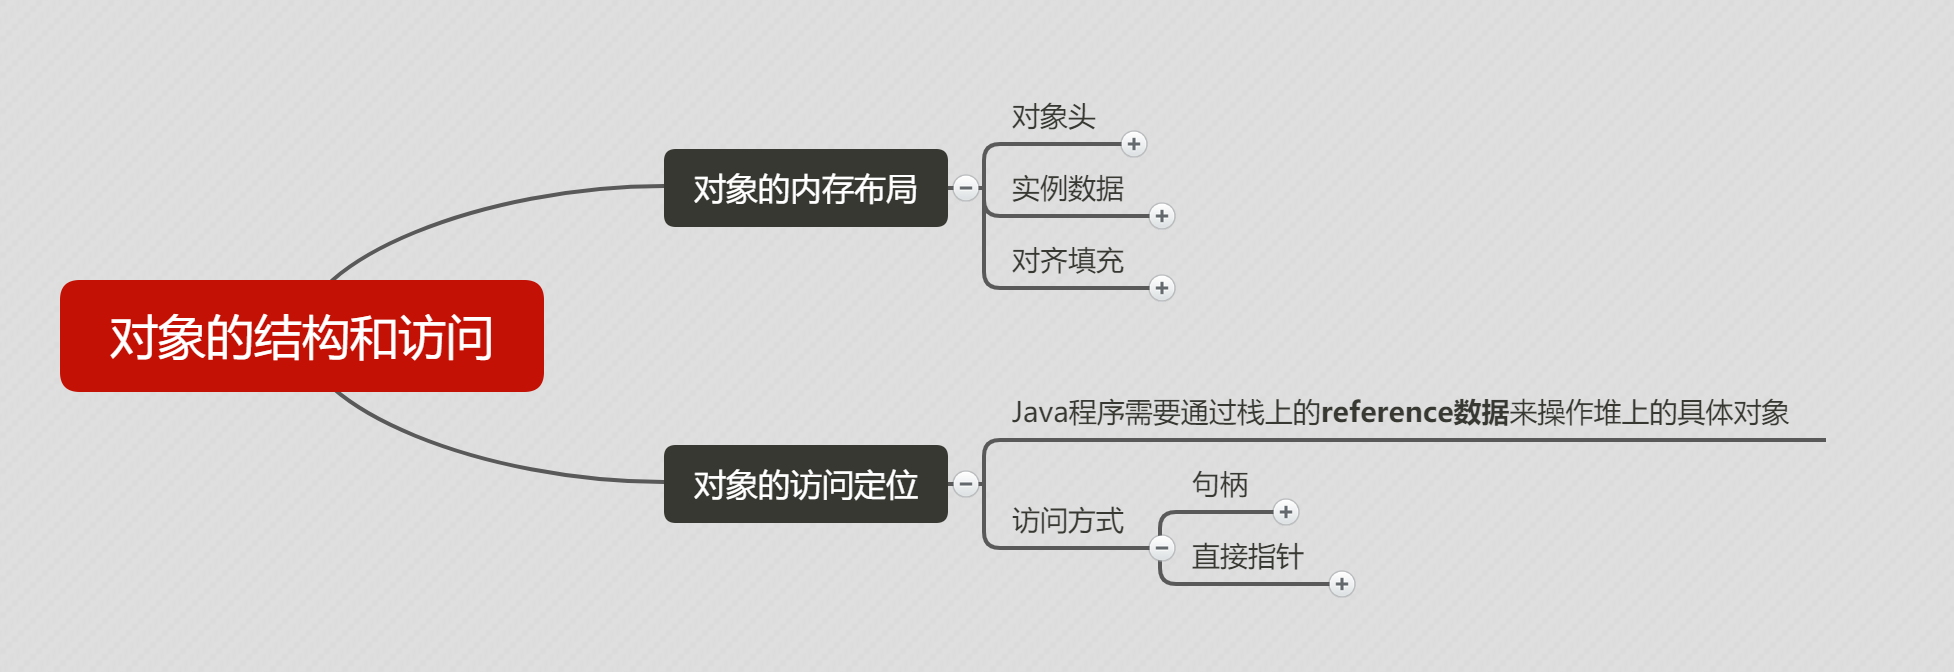 对象的结构和访问
对象的内存布局
对象头
实例数据
对齐填充
对象的访问定位
Java程序需要通过栈上的reference数据来操作堆上的具体对象
访问方式
句柄
直接指针